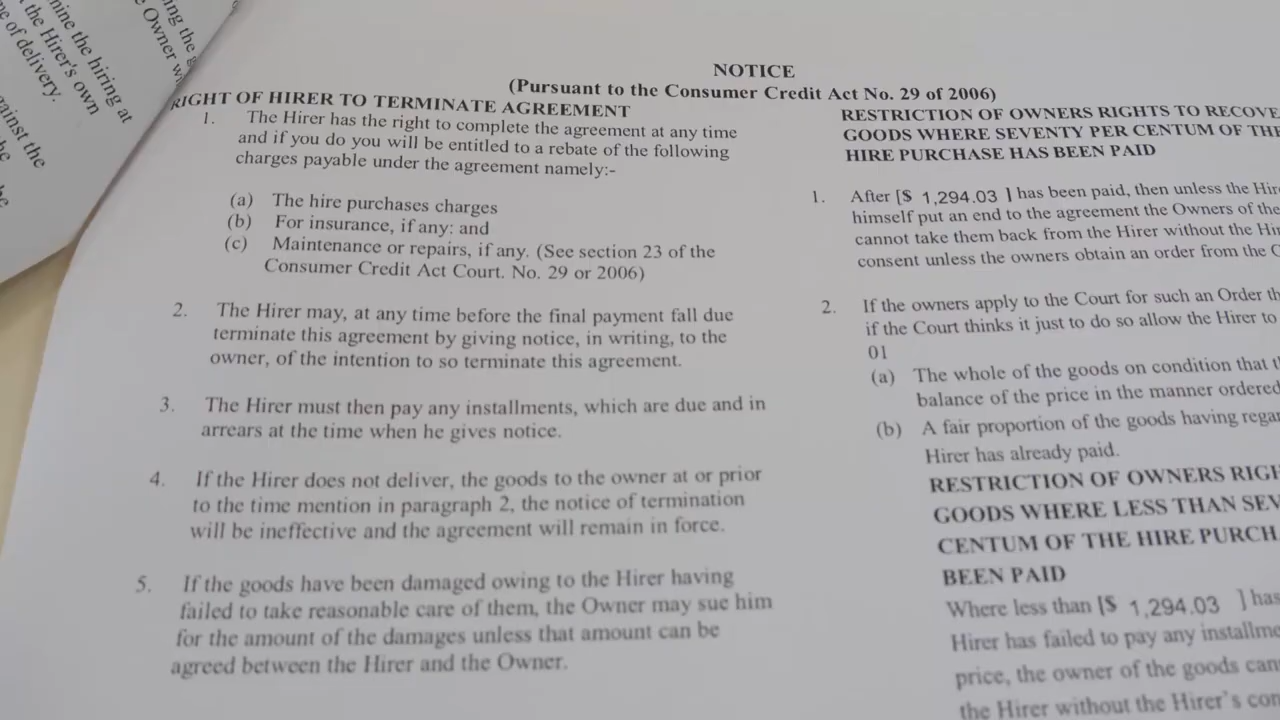 ing the
Owner w
mine the hiring at
the Hirer's own
e of delivery.
ainst the
he
NOTICE
(Pursuant to the Consumer Credit Act No. 29 of 2006)
RIGHT OF HIRER TO TERMINATE AGREEMENT
1. The Hirer has the right to complete the agreement at any time
and if you do you will be entitled to a rebate of the following
charges payable under the agreement namely:-
(a) The hire purchases charges
(b) For insurance, if any: and
(c) Maintenance or repairs, if any. (See section 23 of the
Consumer Credit Act Court. No. 29 or 2006)
2. The Hirer may, at any time before the final payment fall due
terminate this agreement by giving notice, in writing, to the
owner, of the intention to so terminate this agreement.
3. The Hirer must then pay any installments, which are due and in
arrears at the time when he gives notice.
4. If the Hirer does not deliver, the goods to the owner at or prior
to the time mention in paragraph 2, the notice of termination
will be ineffective and the agreement will remain in force.
5. If the goods have been damaged owing to the Hirer having
failed to take reasonable care of them, the Owner may sue him
for the amount of the damages unless that amount can be
agreed between the Hirer and the Owner.
RESTRICTION OF OWNERS RIGHTS TO RECOVE
GOODS WHERE SEVENTY PER CENTUM OF THE
HIRE PURCHASE HAS BEEN PAID
1. After [$ 1,294.03 ] has been paid, then unless the Hir
himself put an end to the agreement the Owners of the
cannot take them back from the Hirer without the Hir
consent unless the owners obtain an order from the C
2. If the owners apply to the Court for such an Order th
if the Court thinks it just to do so allow the Hirer to
01
(a) The whole of the goods on condition that t
balance of the price in the manner ordered
(b) A fair proportion of the goods having regar
Hirer has already paid.
RESTRICTION OF OWNERS RIGH
GOODS WHERE LESS THAN SEV
CENTUM OF THE HIRE PURCH
BEEN PAID
Where less than [$ 1,294.03 ] has
Hirer has failed to pay any installme
price, the owner of the goods can
the Hirer without the Hirer's con